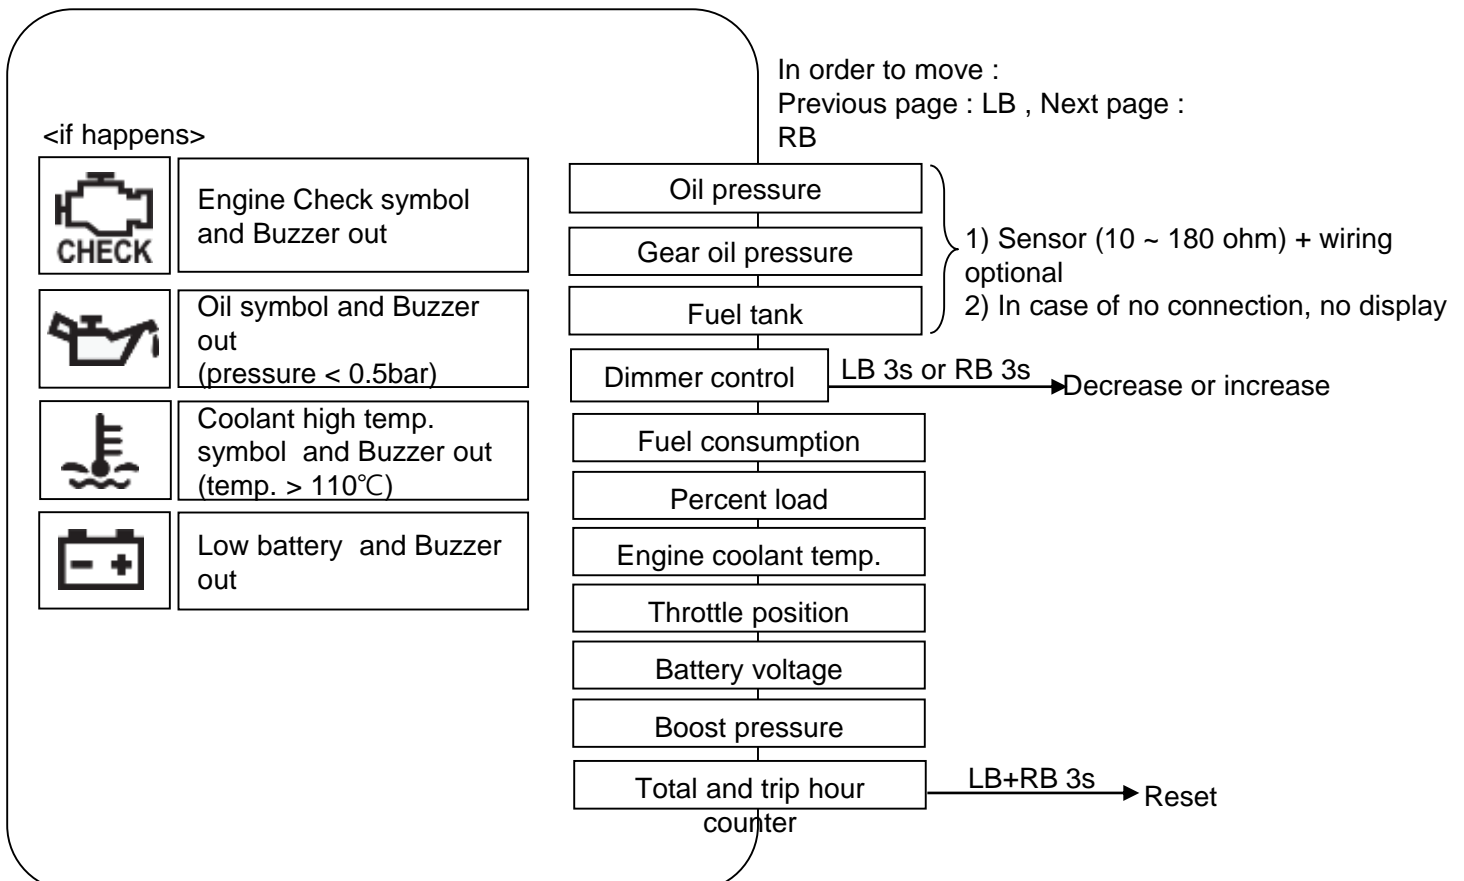 In order to move :
Previous page : LB , Next page :
RB
<if happens>
CHECK
Engine Check symbol
and Buzzer out
Oil symbol and Buzzer
out
(pressure < 0.5bar)
Coolant high temp.
symbol  and Buzzer out
(temp. > 110℃)
Low battery  and Buzzer
out
Oil pressure
Gear oil pressure
Fuel tank
1) Sensor (10 ~ 180 ohm) + wiring
optional
2) In case of no connection, no display
Dimmer control
LB 3s or RB 3s
Decrease or increase
Fuel consumption
Percent load
Engine coolant temp.
Throttle position
Battery voltage
Boost pressure
Total and trip hour
counter
LB+RB 3s
Reset